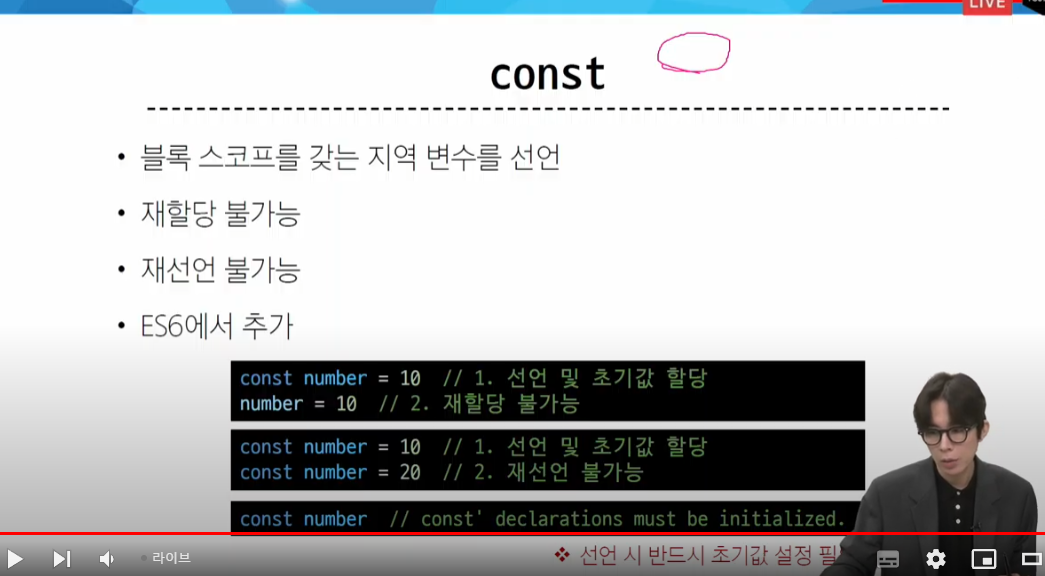 LIVE
const
• 블록 스코프를 갖는 지역 변수를 선언
• 재할당 불가능
• 재선언 불가능
• ES6에서 추가
const number = 10 // 1. 선언 및 초기값 할당
number = 10 // 2. 재할당 불가능
const number = 10 // 1. 선언 및 초기값 할당
const number = 20 // 2. 재선언 불가능
const number // const' declarations must be initialized.
❖ 선언 시 반드시 초기값 설정
라이브